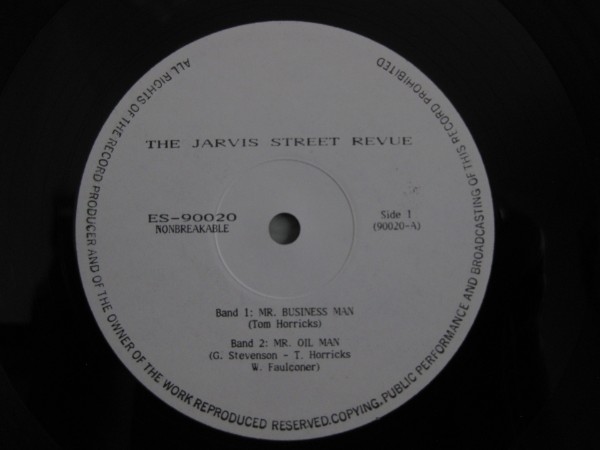 ALL RIGHTS OF THE RECORD PRODUCER AND OF THE OWNER OF THE WORK REPRODUCED RESERVED.COPYING,PUBLIC PERFORMANCE AND BROADCASTING OF THIS RECORD PROHIBITED
THE JARVIS STREET REVUE
ES-90020 Side 1
NONBREAKABLE (90020-A)
Band 1: MR. BUSINESS MAN
(Tom Horricks)
Band 2: MR. OIL MAN
(G. Stevenson - T. Horricks
W. Faulconer)